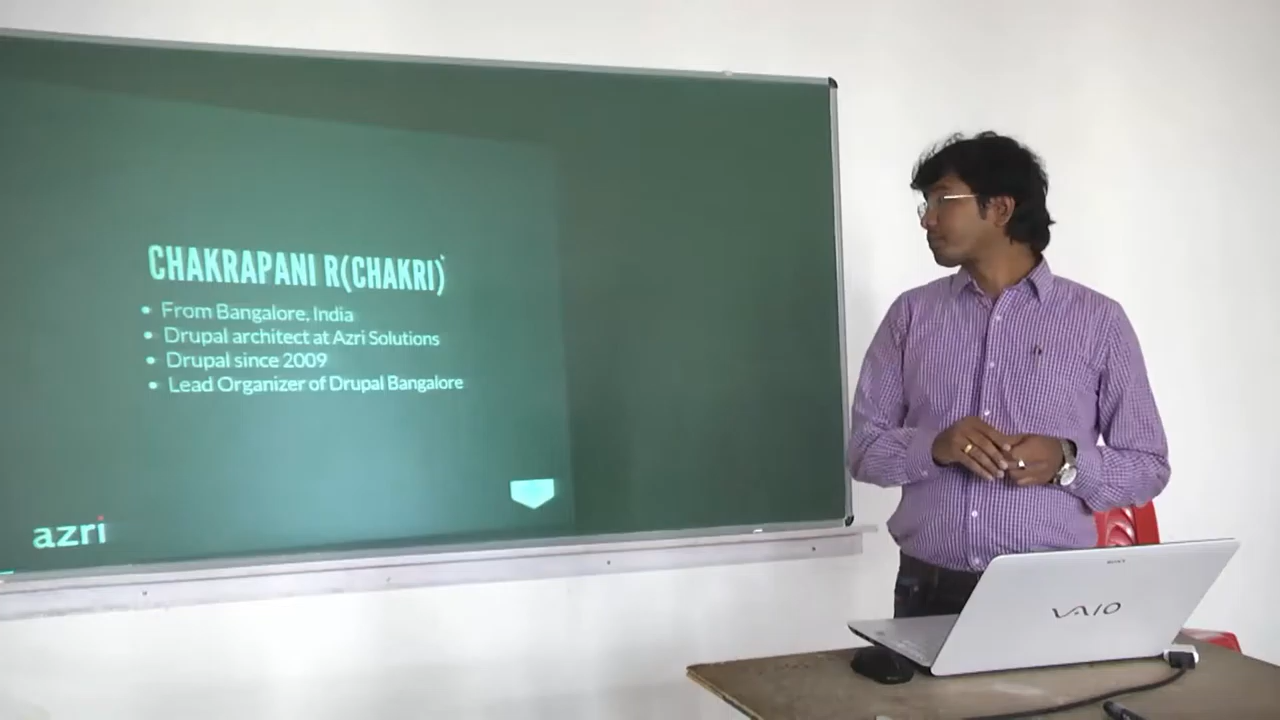 CHAKRAPANI R(CHAKRI)
• From Bangalore, India
• Drupal architect at Azri Solutions
• Drupal since 2009
• Lead Organizer of Drupal Bangalore
azri
SONY
VAIO